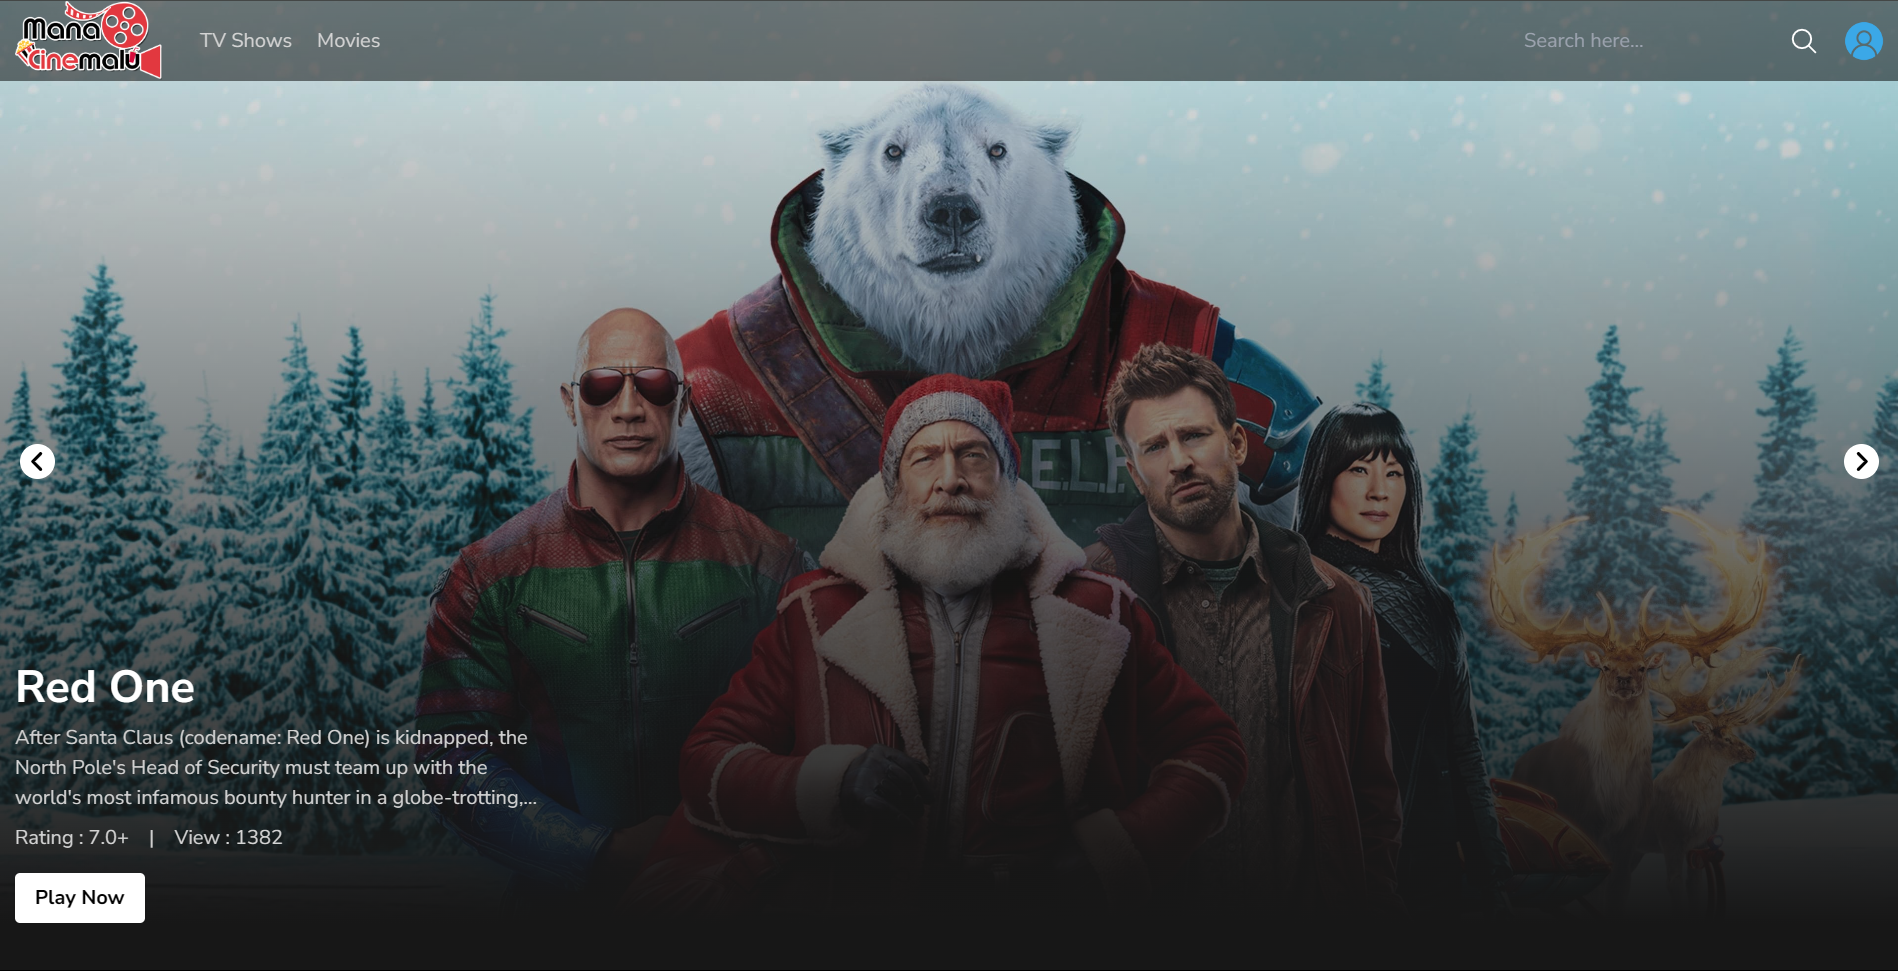 Mana
Cinemalu
TV Shows
Movies
Search here...
E.L.F
Red One
After Santa Claus (codename: Red One) is kidnapped, the
North Pole's Head of Security must team up with the
world's most infamous bounty hunter in a globe-trotting,...
Rating : 7.0+ | View : 1382
Play Now